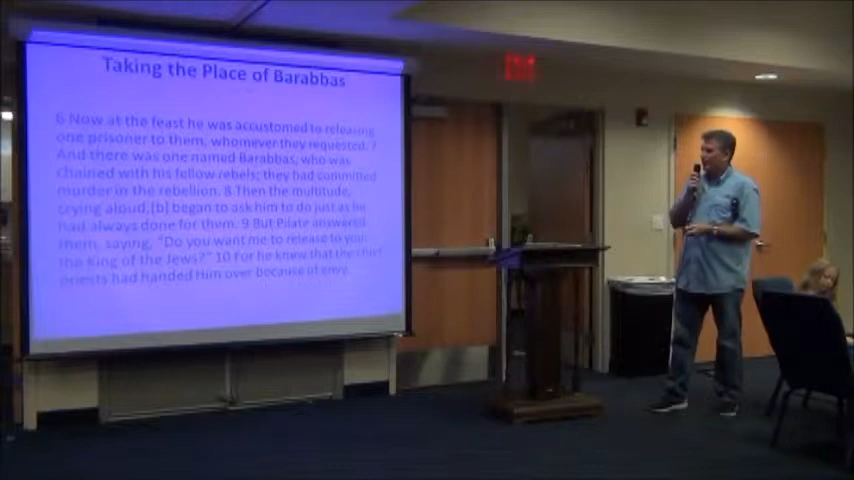 Taking the Place of Barabbas
6 Now at the feast he was accustomed to releasing
one prisoner to them, whomever they requested. 7
And there was one named Barabbas, who was
chained with his fellow rebels; they had committed
murder in the rebellion. 8 Then the multitude,
crying aloud,[b] began to ask him to do just as he
had always done for them. 9 But Pilate answered
them, saying, "Do you want me to release to you
the King of the Jews?" 10 For he knew that the chief
priests had handed Him over because of envy.
EXIT